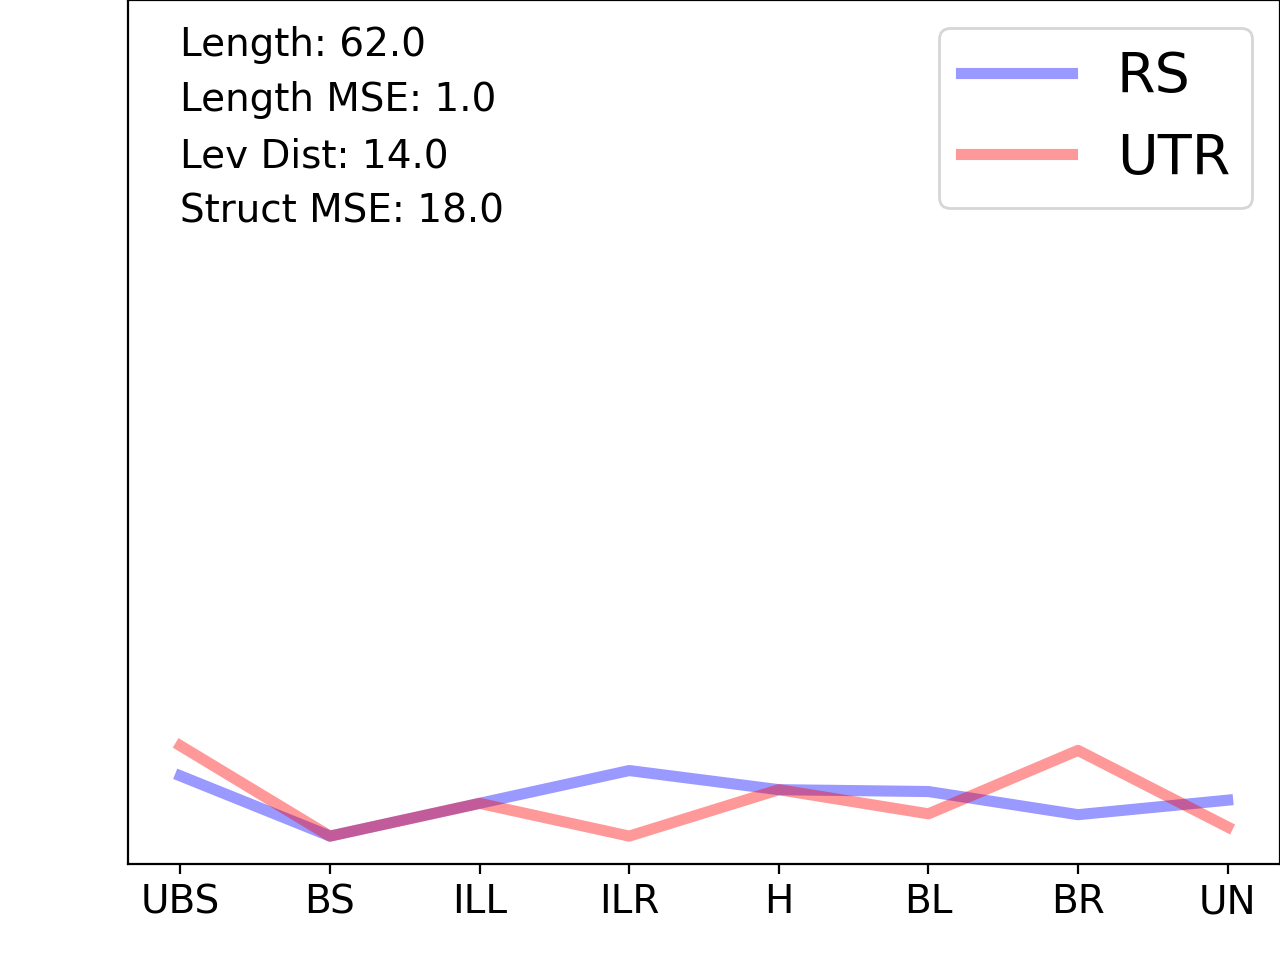 Length: 62.0
Length MSE: 1.0
Lev Dist: 14.0
Struct MSE: 18.0
RS
UTR
UBS BS ILL ILR H BL BR UN